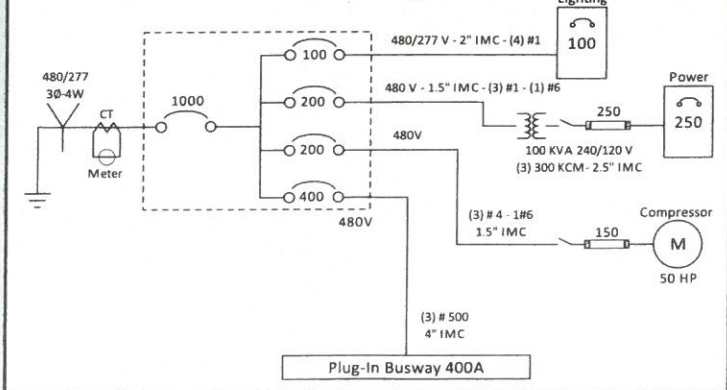 Lighting
100
480/277 V - 2" IMC - (4) #1
100
480/277
3Ø-4W
CT
Meter
1000
200
480 V - 1.5" IMC - (3) #1 - (1) #6
250
Power
250
100 KVA 240/120 V
(3) 300 KCM- 2.5" IMC
200
480V
400
480V
(3) # 4 - 1#6
1.5" IMC
150
Compressor
M
50 HP
(3) # 500
4" IMC
Plug-In Busway 400A